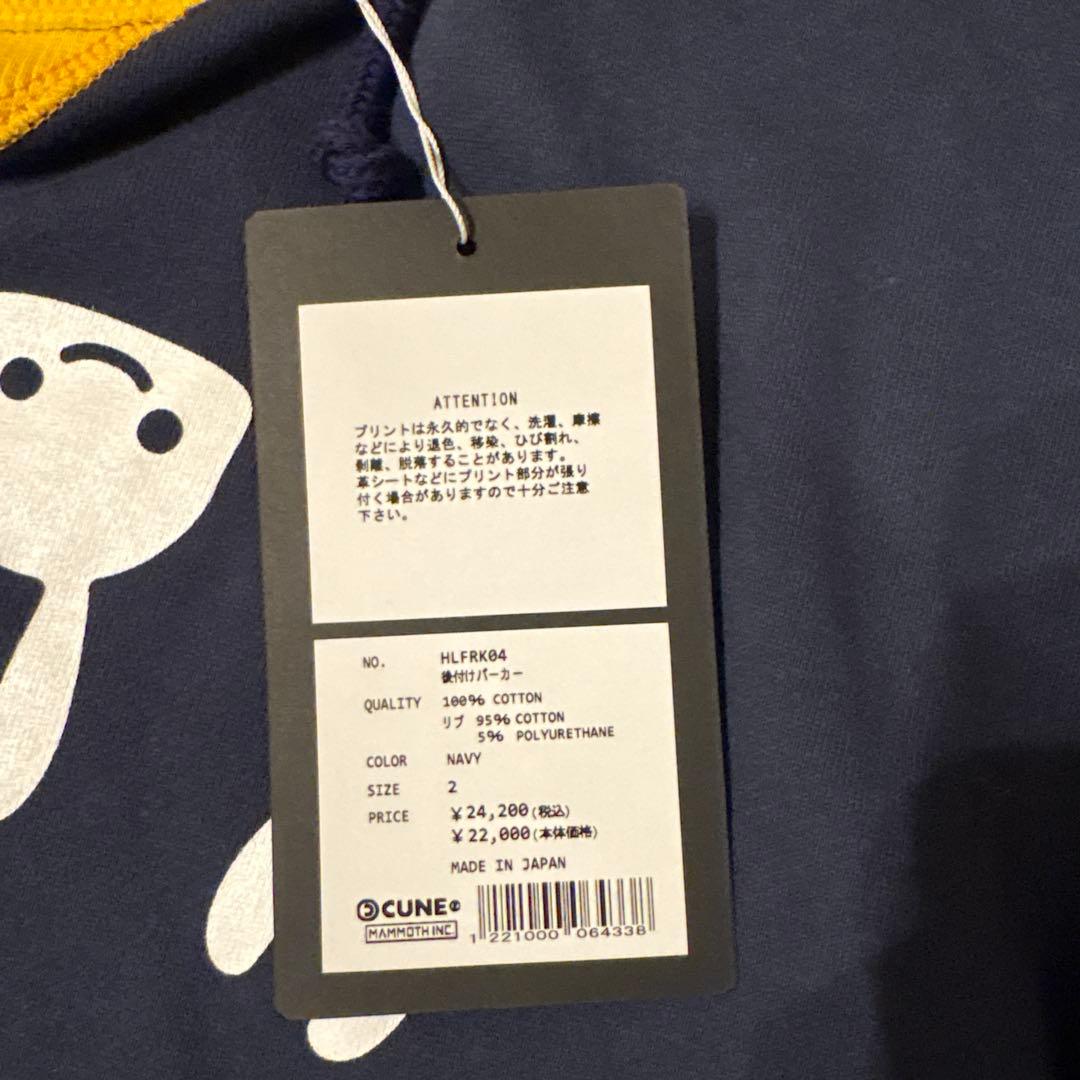 ATTENTION
プリントは永久的でなく、洗濯、摩擦
などにより退色、移染、ひび割れ、
剥離、脱落することがあります。
革シートなどにプリント部分が張り
付く場合がありますので十分ご注意
下さい。
NO. HLFRK04
後付けパーカー
QUALITY 100% COTTON
リブ 95% COTTON
5% POLYURETHANE
COLOR NAVY
SIZE 2
PRICE ¥24,200(税込)
¥22,000(本体価格)
MADE IN JAPAN
CUNE
MAMMOTH INC.
1 221000 064338